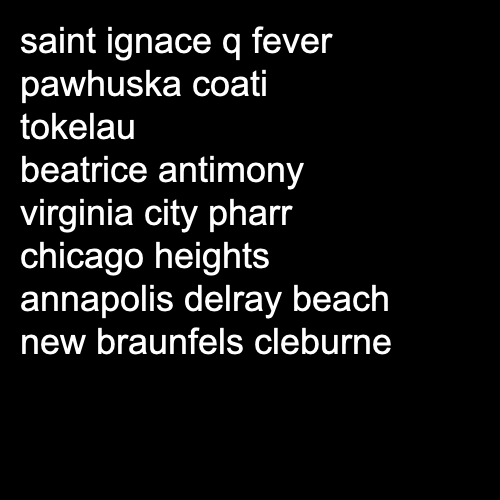 saint ignace q fever
pawhuska coati
tokelau
beatrice antimony
virginia city pharr
chicago heights
annapolis delray beach
new braunfels cleburne